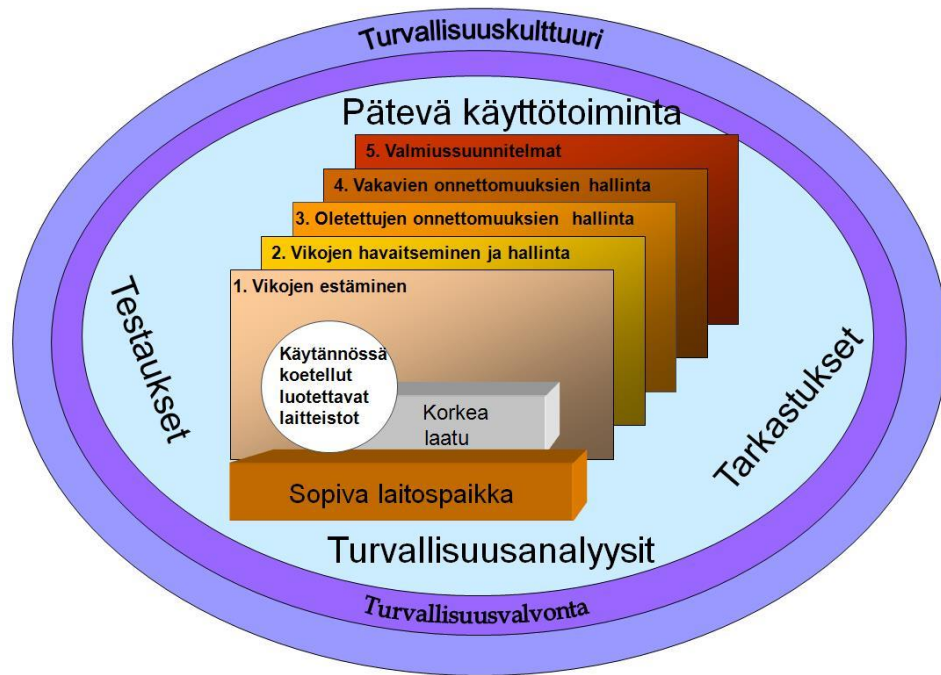 Turvallisuuskulttuuri
Pätevä käyttötoiminta
5. Valmiussuunnitelmat
4. Vakavien onnettomuuksien hallinta
3. Oletettujen onnettomuuksien hallinta
2. Vikojen havaitseminen ja hallinta
1. Vikojen estäminen
Testaukset
Käytännössä
koetellut
luotettavat
laitteistot
Korkea
laatu
Tarkastukset
Sopiva laitospaikka
Turvallisuusanalyysit
Turvallisuusvalvonta